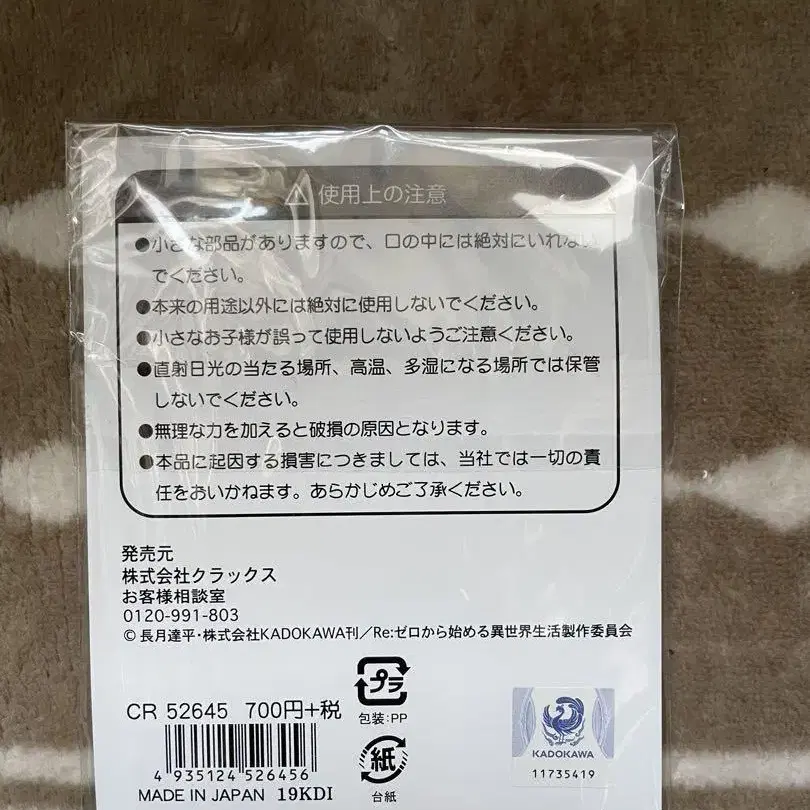 ⚠ 使用上の注意
●小さな部品がありますので、口の中には絶対にいれない
でください。
●本来の用途以外には絶対に使用しないでください。
●小さなお子様が誤って使用しないようご注意ください。
●直射日光の当たる場所、高温、多湿になる場所では保管
しないでください。
●無理な力を加えると破損の原因となります。
●本品に起因する損害につきましては、当社では一切の責
任をおいかねます。あらかじめご了承ください。
発売元
株式会社クラックス
お客様相談室
0120-991-803
© 長月達平・株式会社KADOKAWA刊／Re:ゼロから始める異世界生活製作委員会
CR 52645 700円+税
4 935124 526456
MADE IN JAPAN 19KDI
プラ
包装:PP
紙
台紙
KADOKAWA
11735419